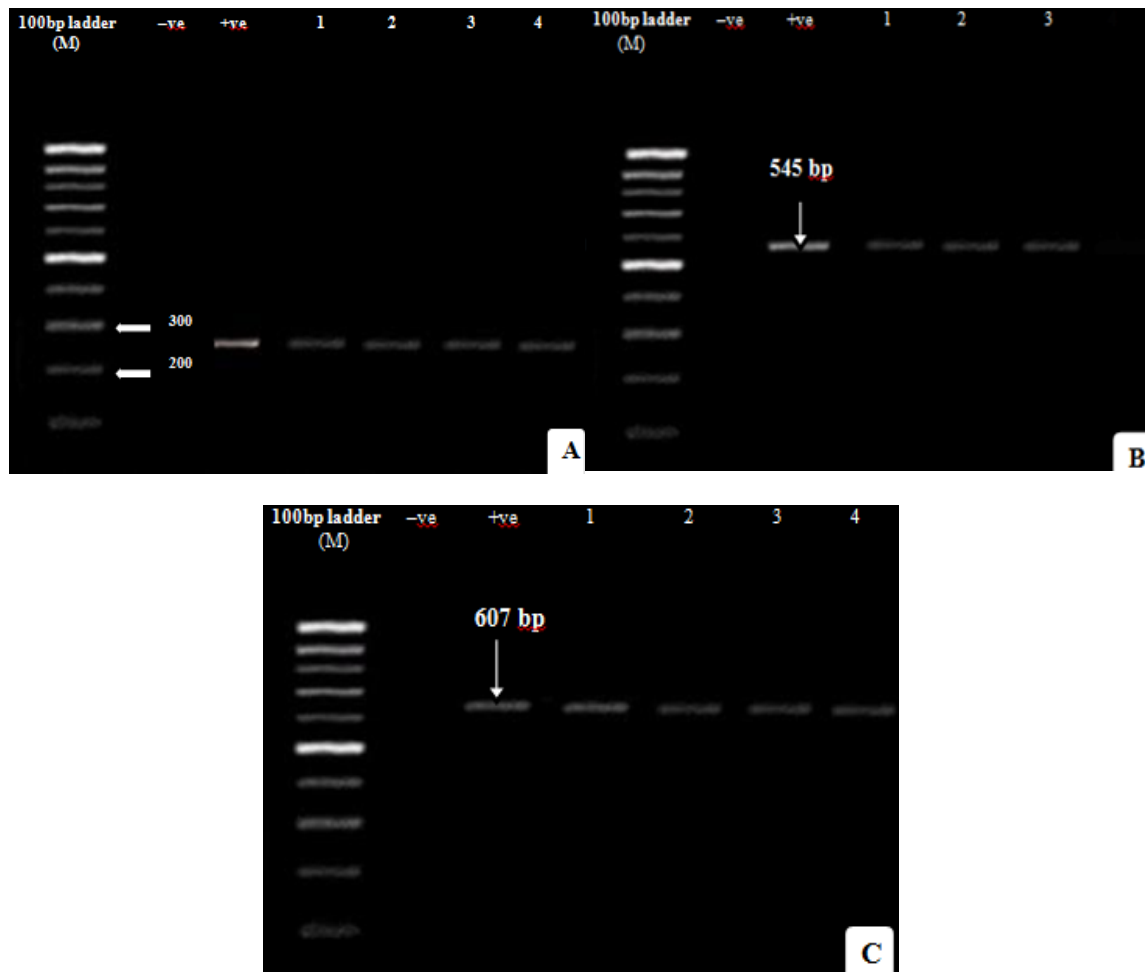 100bp ladder –ve +ve 1 2 3 4
(M)
300
200
A
100bp ladder –ve +ve 1 2 3
(M)
545 bp
B
100bp ladder –ve +ve 1 2 3 4
(M)
607 bp
C